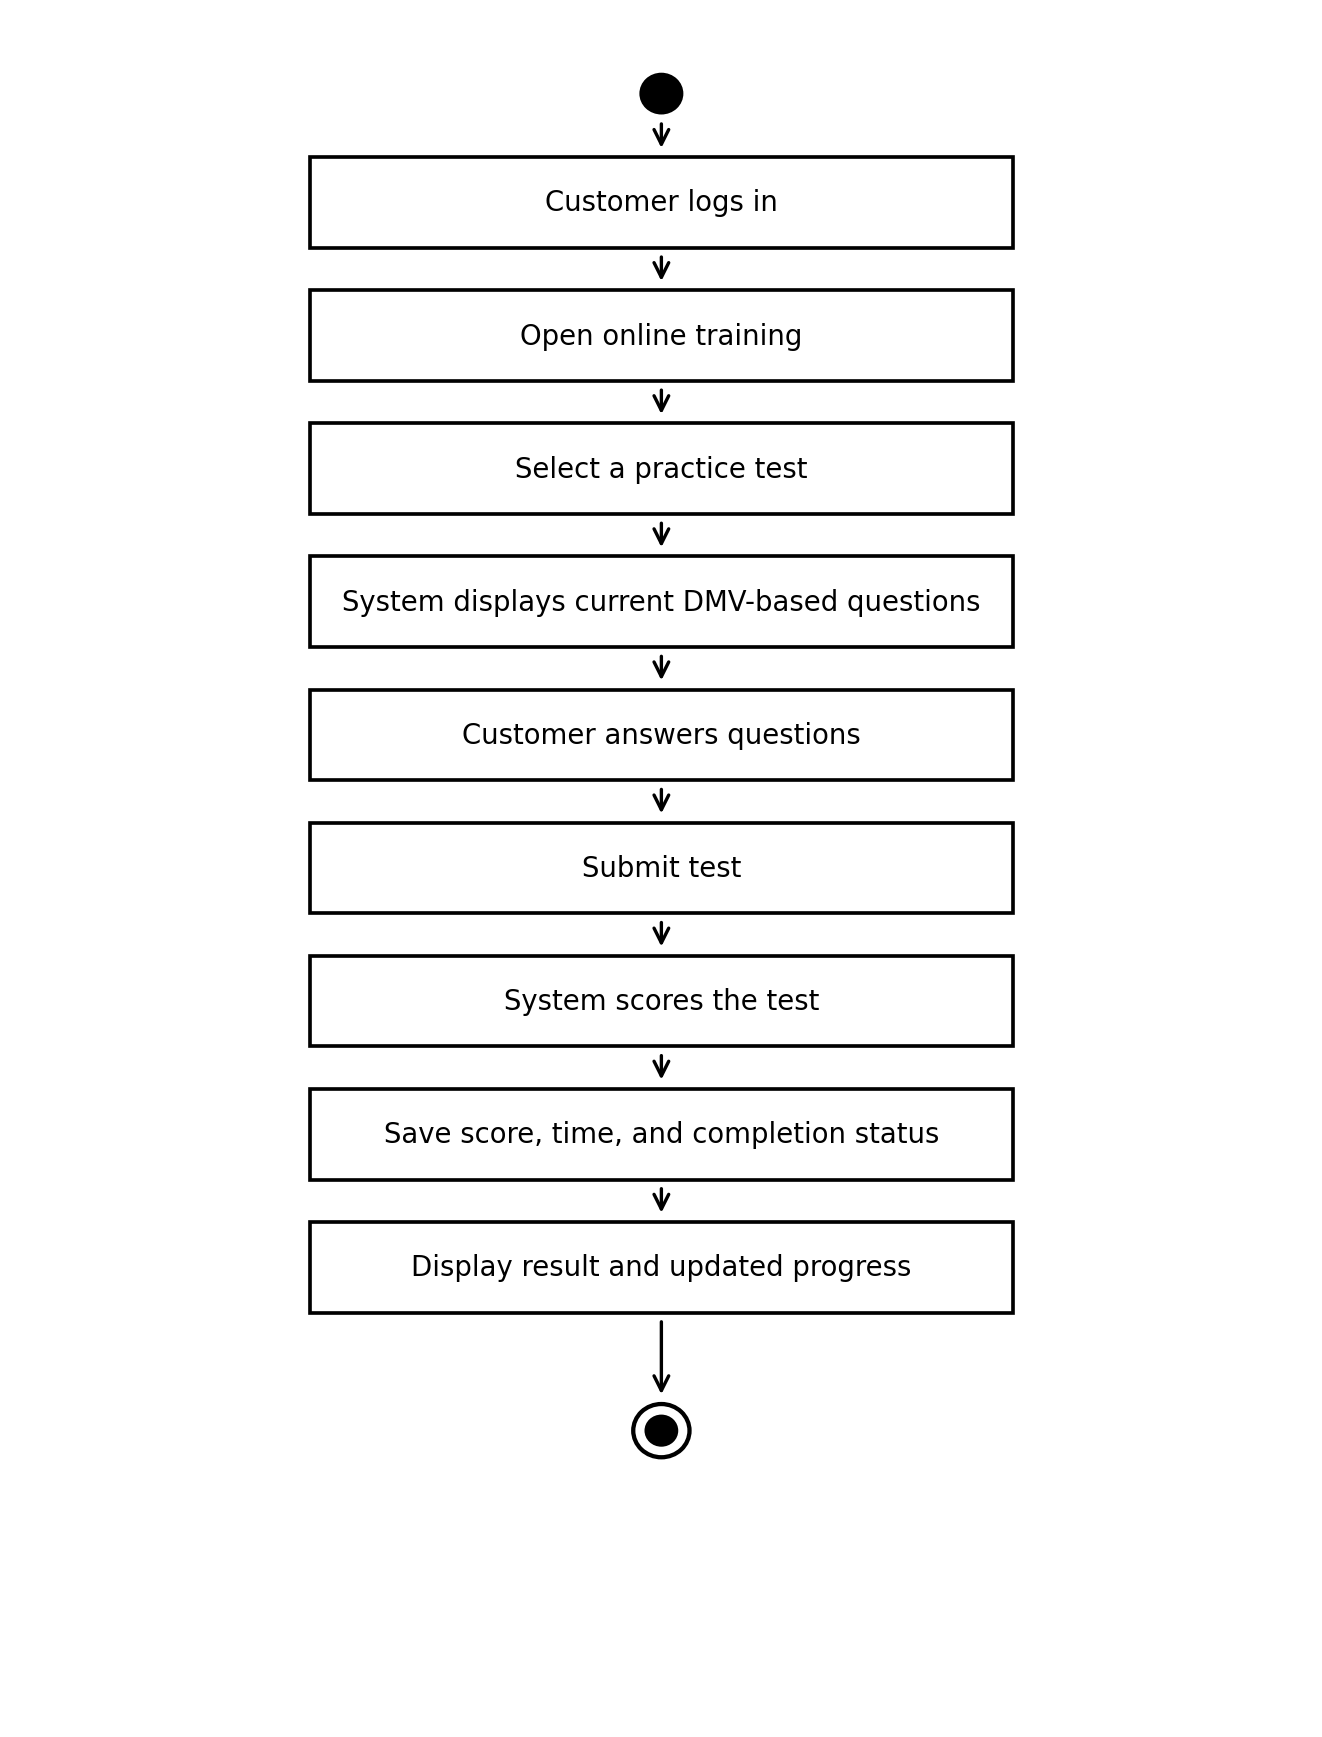 Customer logs in
Open online training
Select a practice test
System displays current DMV-based questions
Customer answers questions
Submit test
System scores the test
Save score, time, and completion status
Display result and updated progress